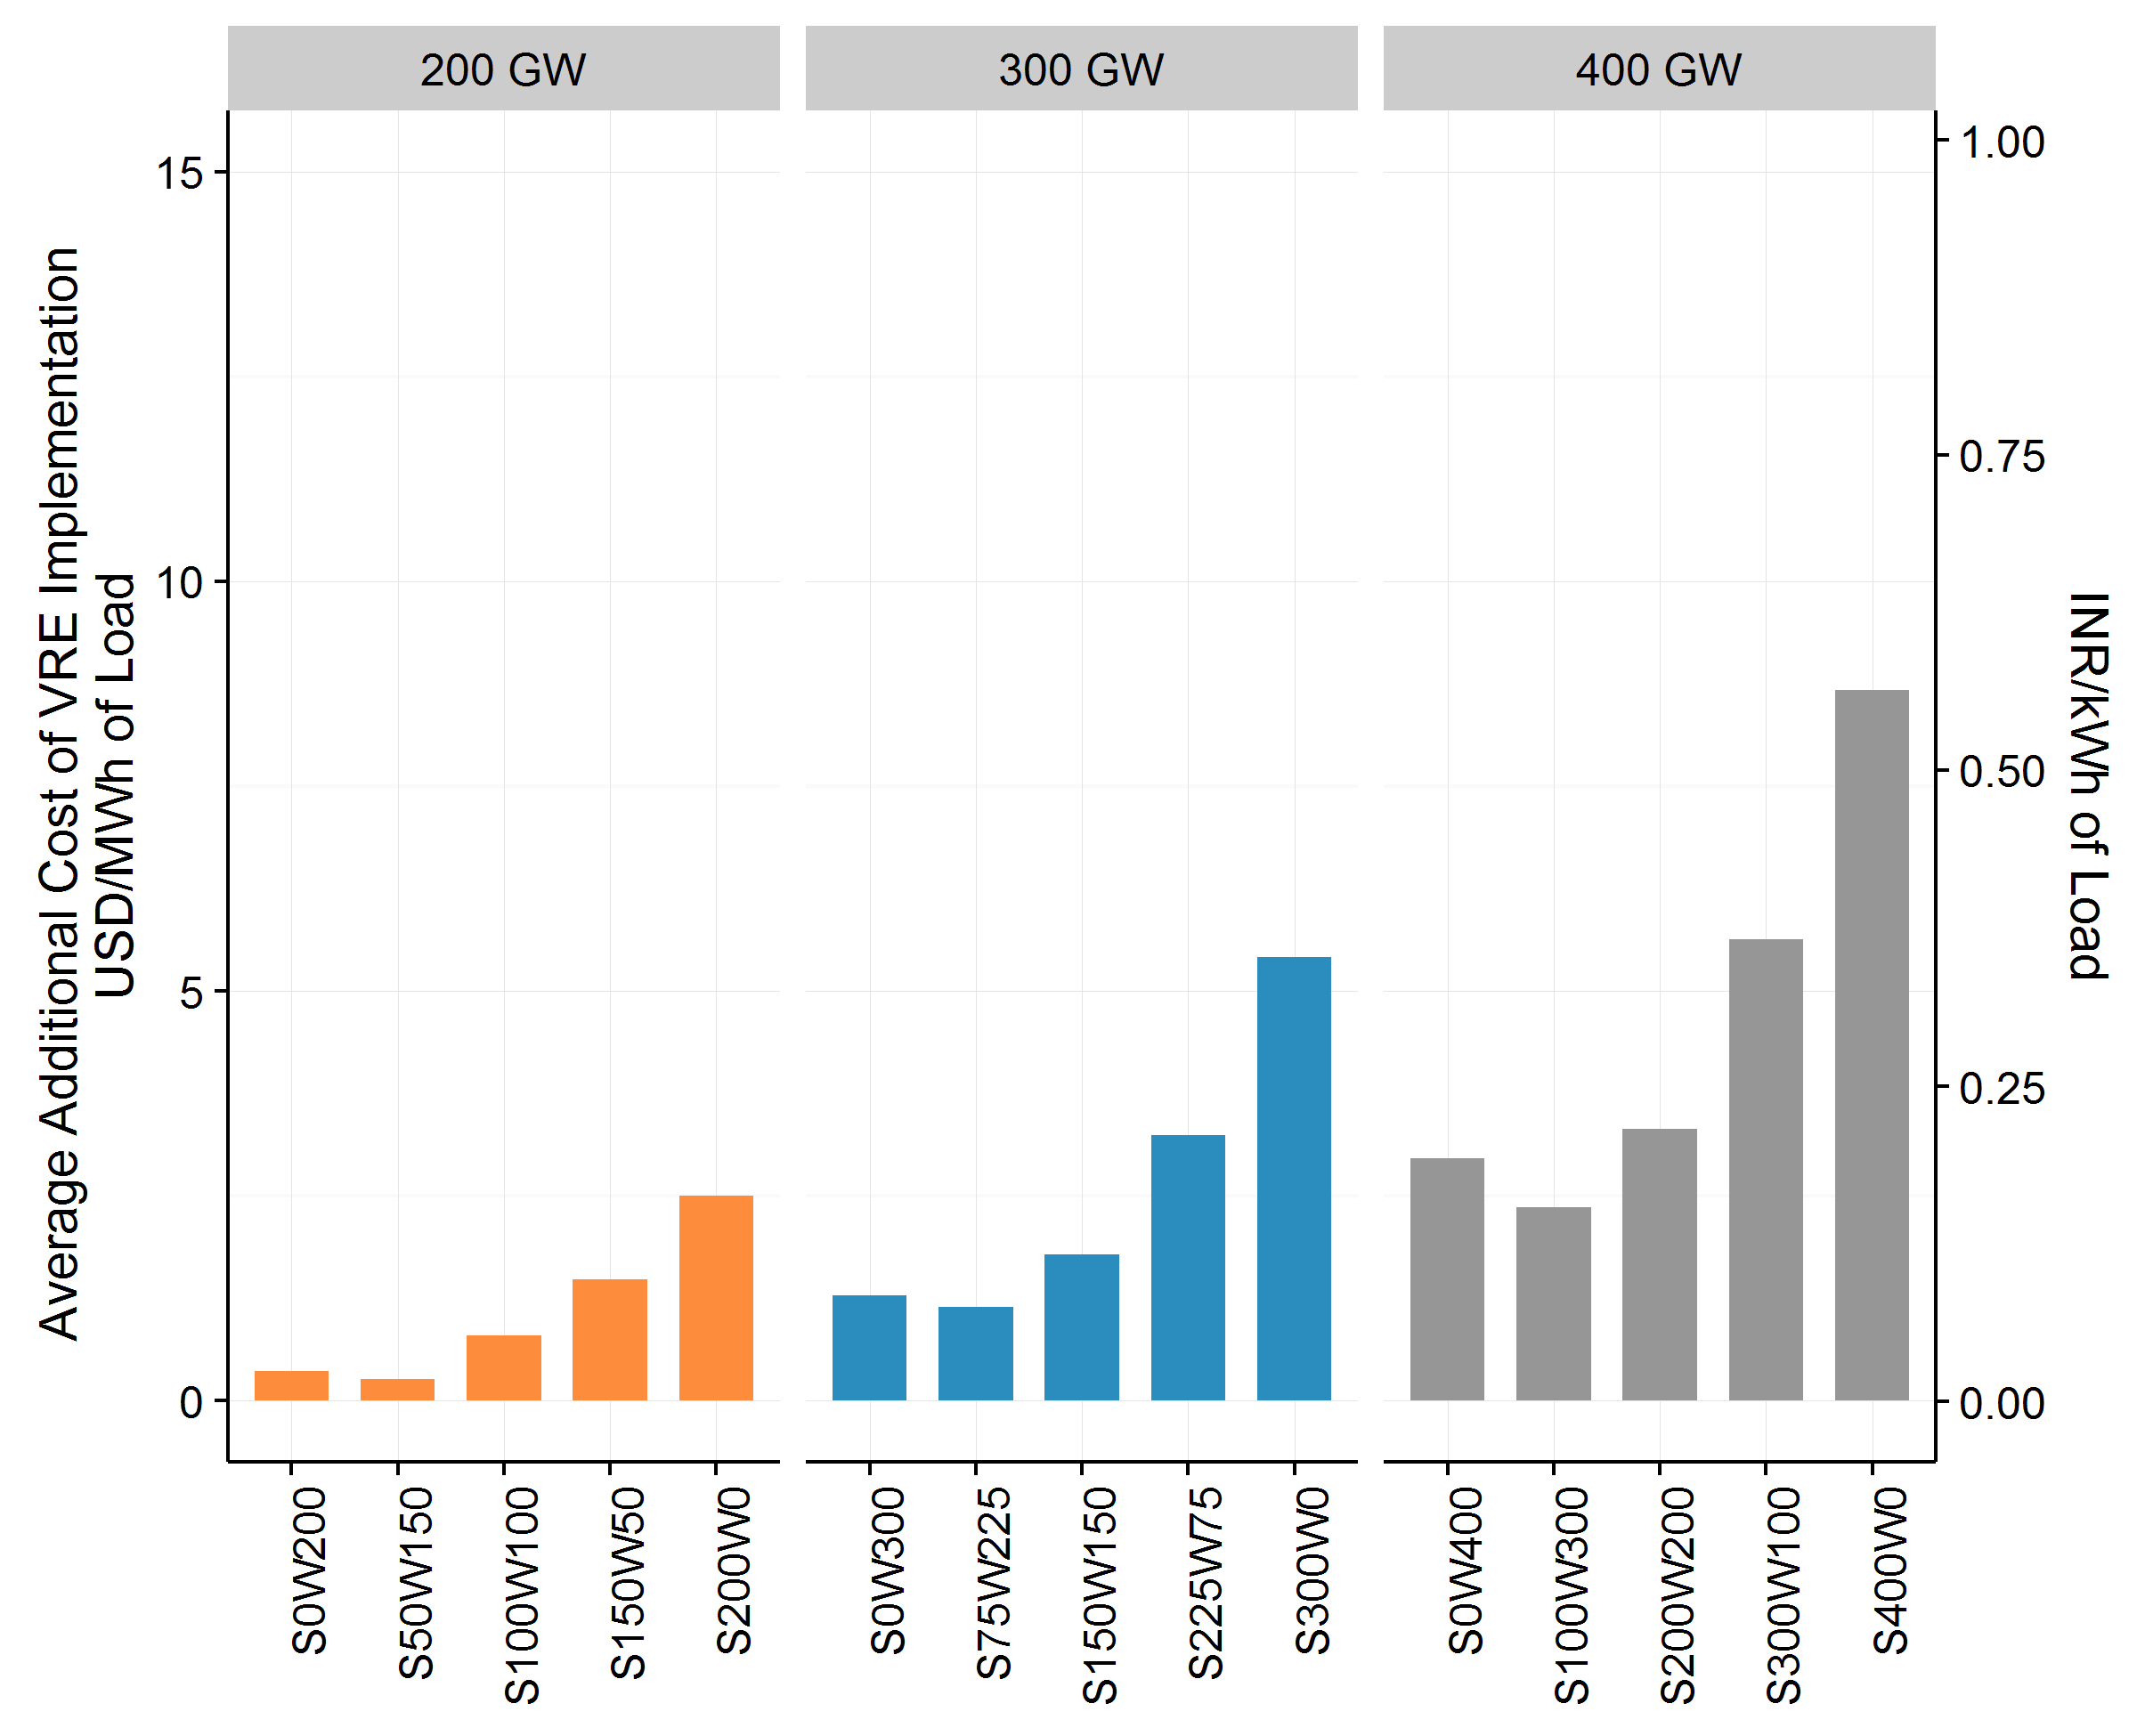 200 GW
300 GW
400 GW
Average Additional Cost of VRE Implementation
USD/MWh of Load
15
10
5
0
1.00
0.75
0.50
0.25
0.00
INR/kWh of Load
S0W200
S50W150
S100W100
S150W50
S200W0
S0W300
S75W225
S150W150
S225W75
S300W0
S0W400
S100W300
S200W200
S300W100
S400W0